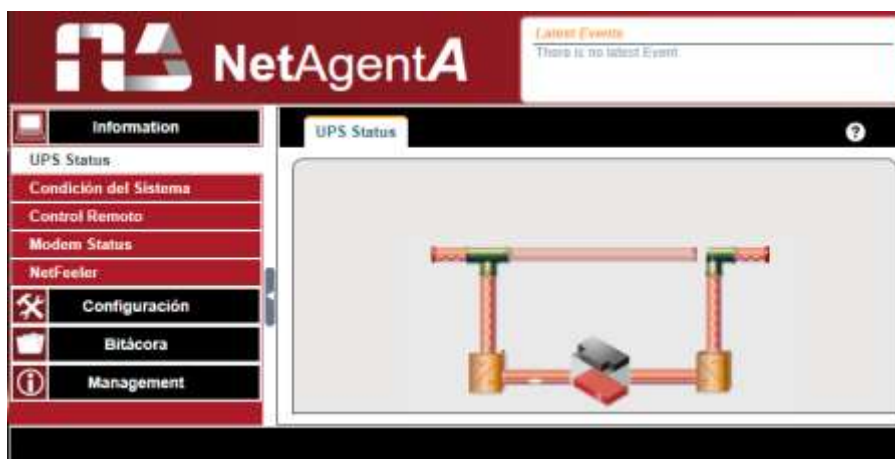 NetAgentA
Latest Events
There is no latest Event.
Information
UPS Status
UPS Status
Condición del Sistema
Control Remoto
Modem Status
NetFeeler
Configuración
Bitácora
Management